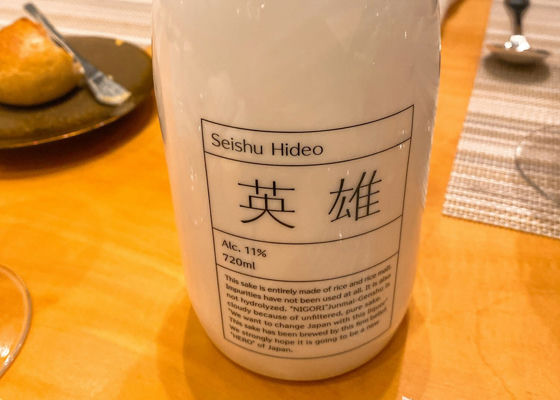 Seishu Hideo
英 雄
Alc. 11%
720ml
This sake is entirely made of rice and rice malt.
Impurities have not been used at all. It is also
not hydrolyzed, "NIGORI"Junmai-Genshu is
cloudy because of unfiltered, pure sake.
"We want to change Japan with this liquor."
This sake has been brewed by this firm belief,
we strongly hope it is going to be a new
"HERO" of Japan.